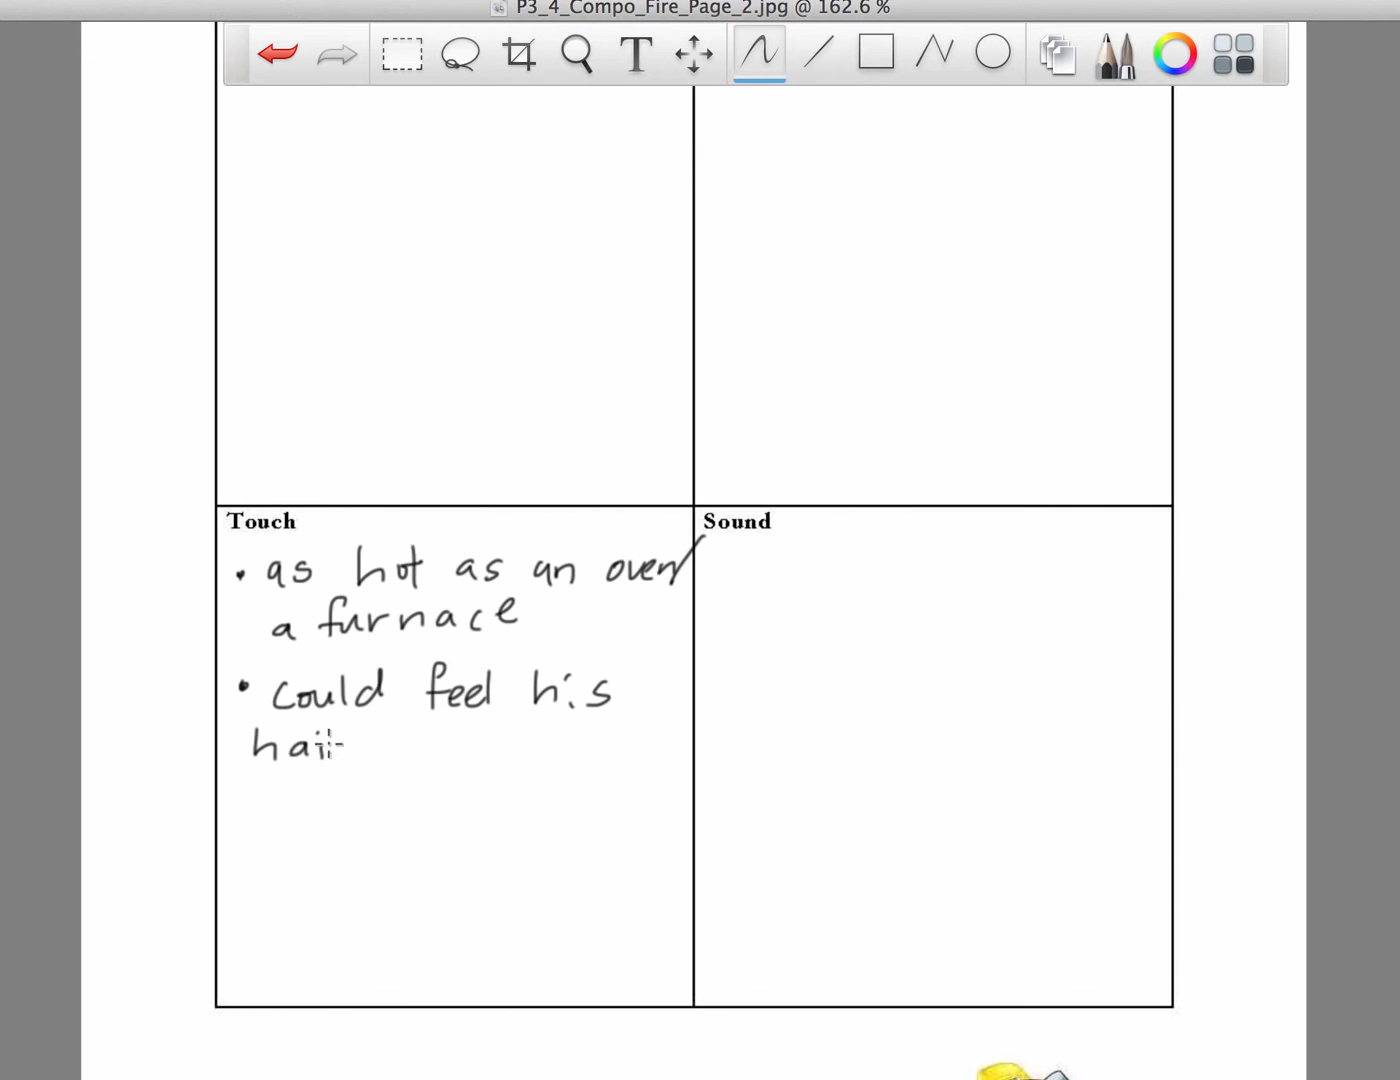 P3_4_Compo_Fire_Page_2.jpg @ 162.6 %
T
Touch
Sound
• as hot as an oven/
a furnace
• could feel his
hai